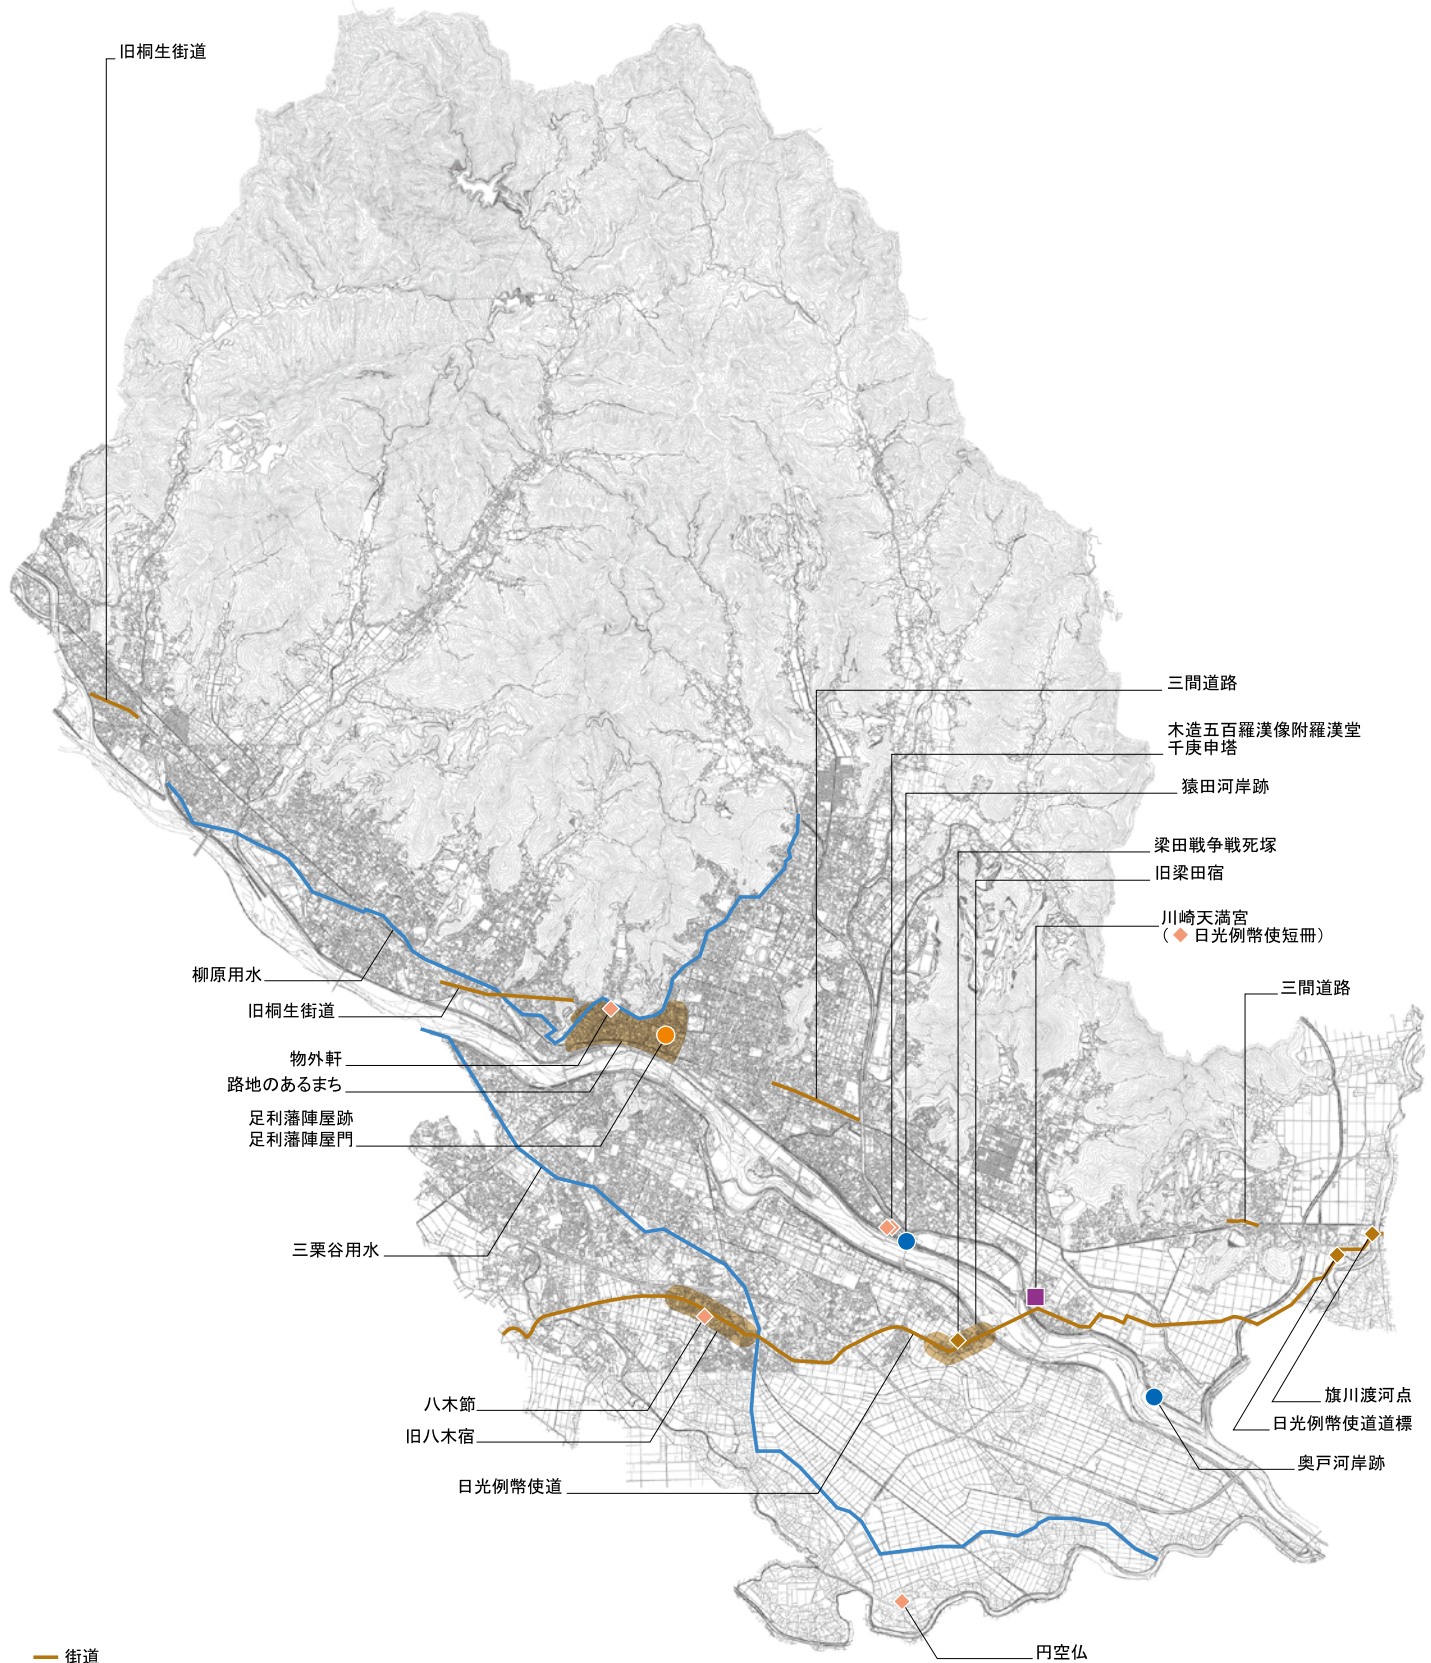 旧桐生街道
三間道路
木造五百羅漢像附羅漢堂
千庚申塔
猿田河岸跡
梁田戦争戦死塚
旧梁田宿
川崎天満宮
(日光例幣使短冊)
三間道路
柳原用水
旧桐生街道
物外軒
路地のあるまち
足利藩陣屋跡
足利藩陣屋門
三栗谷用水
八木節
旧八木宿
日光例幣使道
旗川渡河点
日光例幣使道道標
奥戸河岸跡
円空仏
街道